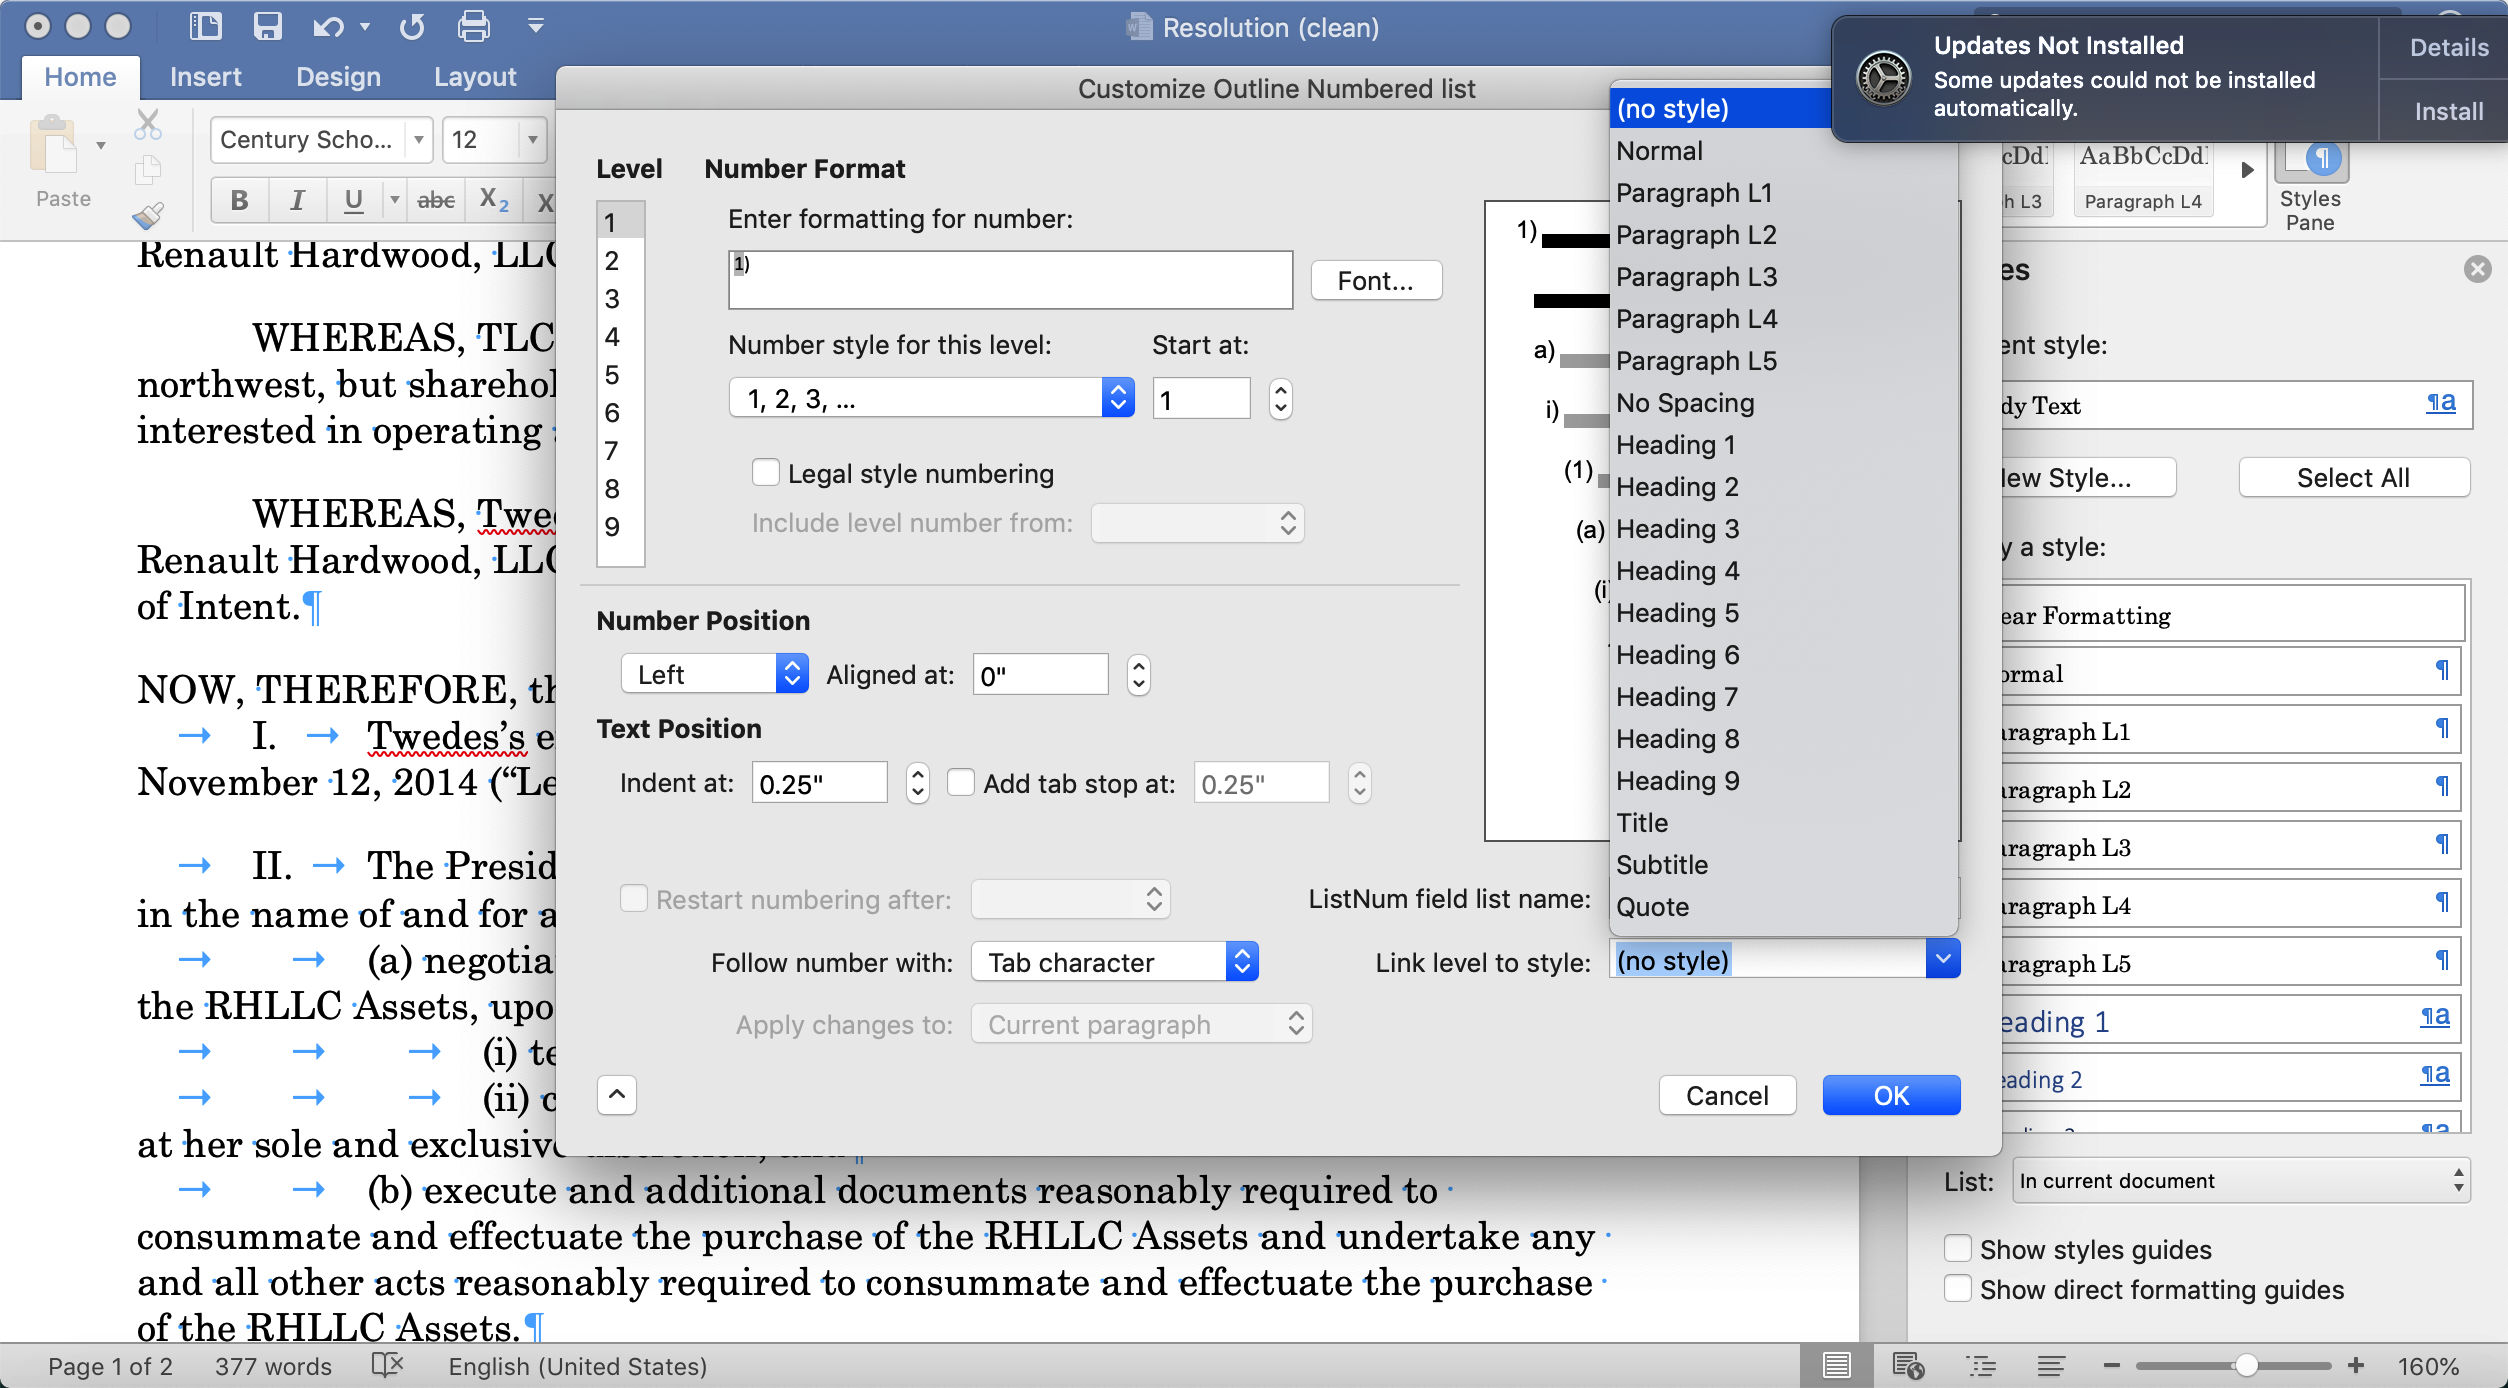 Resolution (clean)
Home Insert Design Layout
Updates Not Installed
Some updates could not be installed
automatically.
Details
Install
Paste
Century Scho... 12
B I U abc X2
AaBbCcDd
Paragraph L4
Styles
Pane
Customize Outline Numbered list
Level
1
2
3
4
5
6
7
8
9
Number Format
Enter formatting for number:
1)
Font...
Number style for this level: Start at:
1, 2, 3, ... 1
Legal style numbering
Include level number from:
Number Position
Left Aligned at: 0"
Text Position
Indent at: 0.25" Add tab stop at: 0.25"
Restart numbering after: ListNum field list name:
Follow number with: Tab character Link level to style: (no style)
Apply changes to: Current paragraph
Cancel OK
1)
a)
i)
(1)
(a)
(i)
(no style)
Normal
Paragraph L1
Paragraph L2
Paragraph L3
Paragraph L4
Paragraph L5
No Spacing
Heading 1
Heading 2
Heading 3
Heading 4
Heading 5
Heading 6
Heading 7
Heading 8
Heading 9
Title
Subtitle
Quote
Renault Hardwood, LLC
WHEREAS, TLC
northwest, but sharehol
interested in operating
WHEREAS, Twed
Renault Hardwood, LLC
of Intent.¶
NOW, THEREFORE, th
→ I. → Twedes’s e
November 12, 2014 (“Le
→ II. → The Presid
in the name of and for a
→ → (a) negotia
the RHLLC Assets, upo
→ → → (i) te
→ → → (ii) c
at her sole and exclusive discretion, and¶
→ → (b) execute and additional documents reasonably required to
consummate and effectuate the purchase of the RHLLC Assets and undertake any
and all other acts reasonably required to consummate and effectuate the purchase
of the RHLLC Assets.¶
es
ent style:
dy Text ¶a
ew Style... Select All
y a style:
ear Formatting
ormal ¶
aragraph L1 ¶
aragraph L2 ¶
aragraph L3 ¶
aragraph L4 ¶
aragraph L5 ¶
eading 1 ¶a
eading 2 ¶a
List: In current document
Show styles guides
Show direct formatting guides
Page 1 of 2 377 words English (United States) 160%